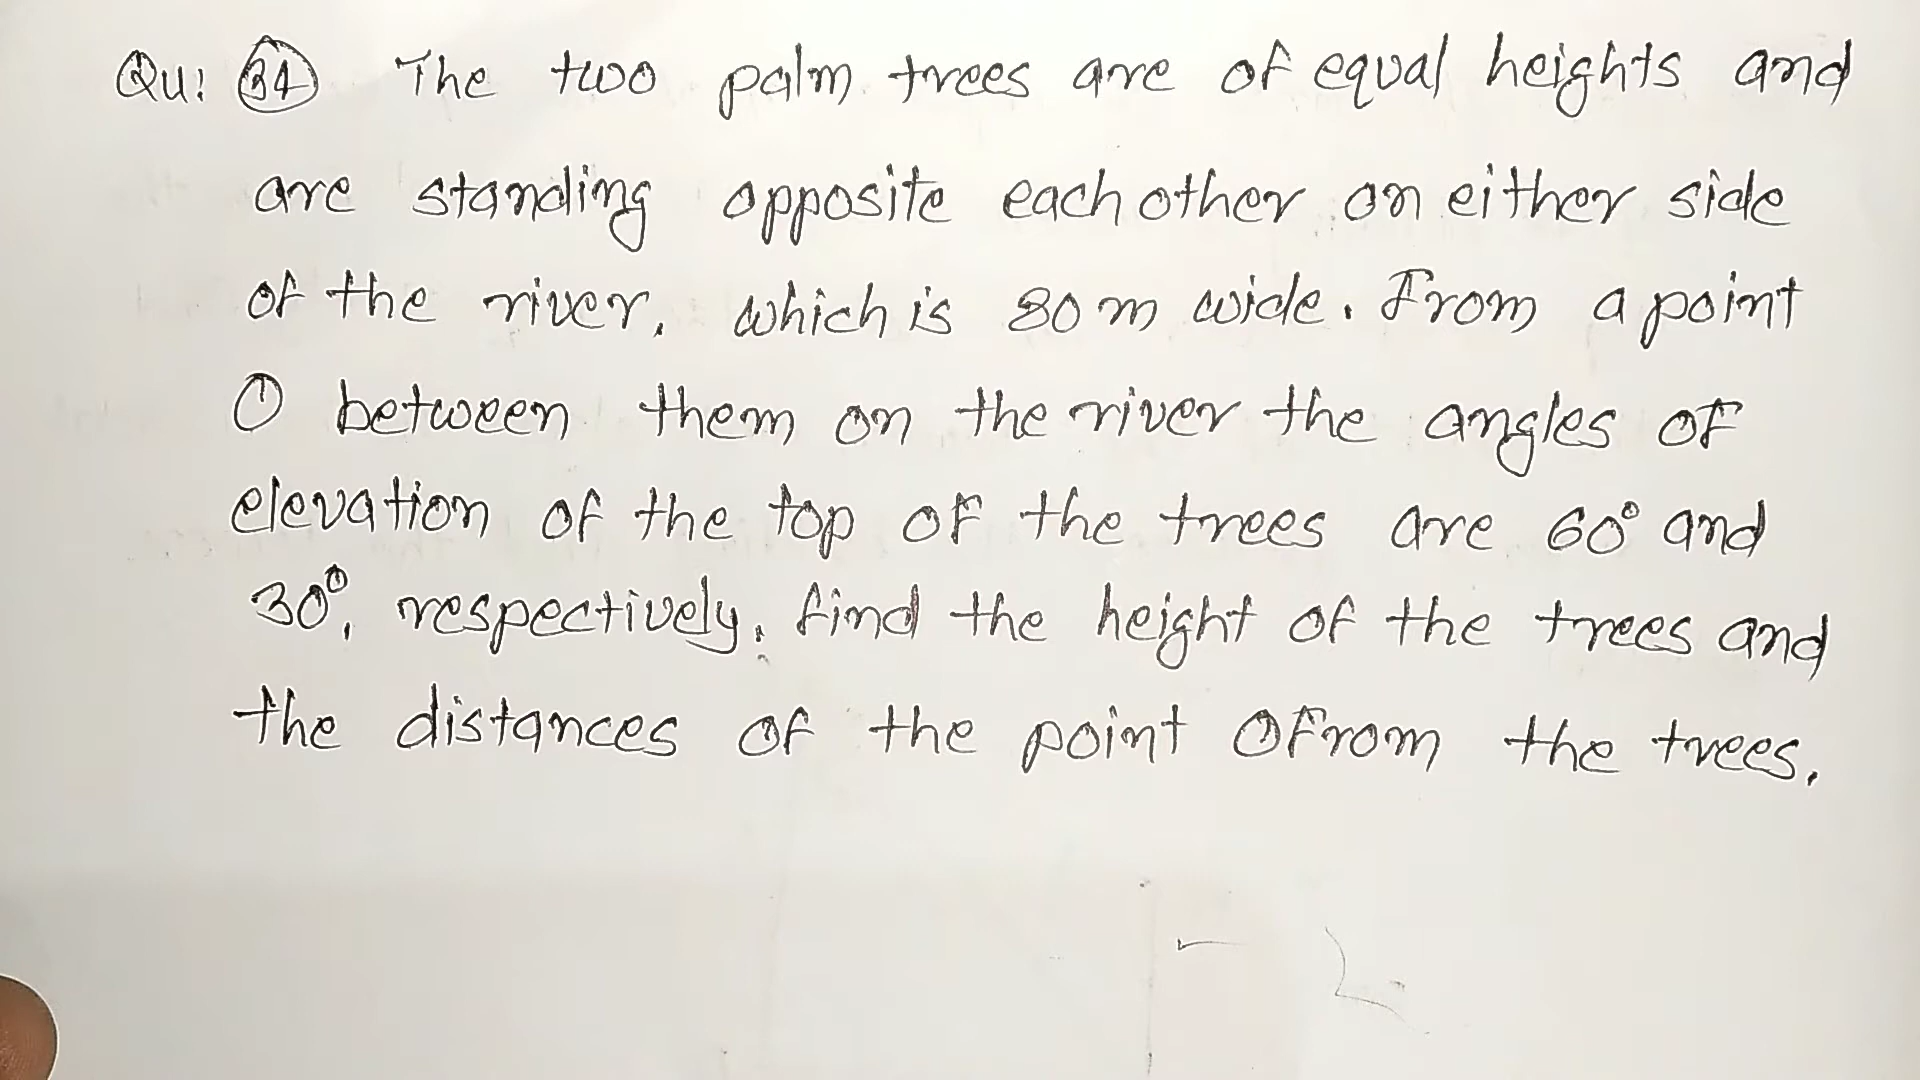 Qu: 34 The two palm trees are of equal heights and
are standing opposite each other on either side
of the river, which is 80 m wide. From a point
O between them on the river the angles of
elevation of the top of the trees are 60° and
30°, respectively, find the height of the trees and
the distances of the point O from the trees.